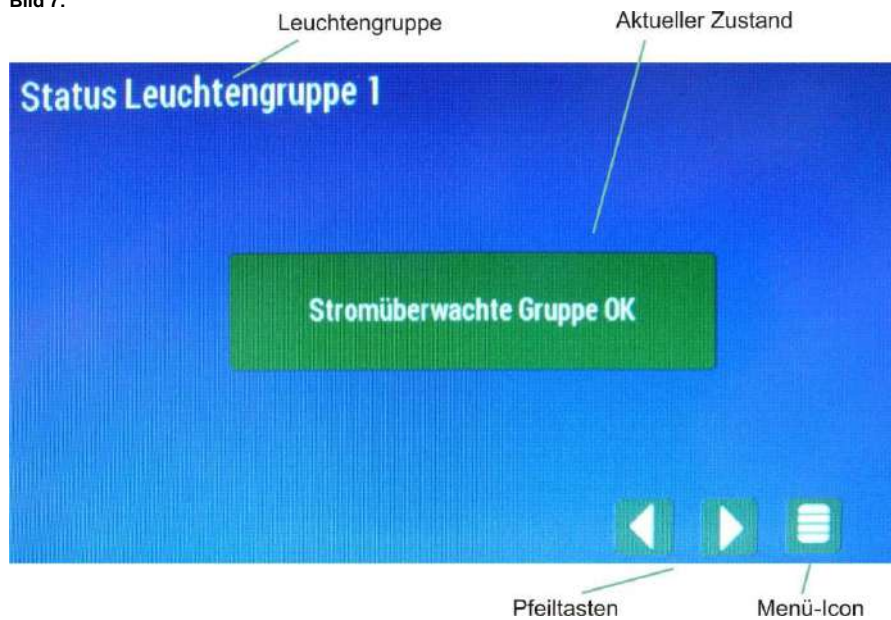 Bild 7.
Leuchtengruppe
Aktueller Zustand
Status Leuchtengruppe 1
Stromüberwachte Gruppe OK
Pfeiltasten
Menü-Icon